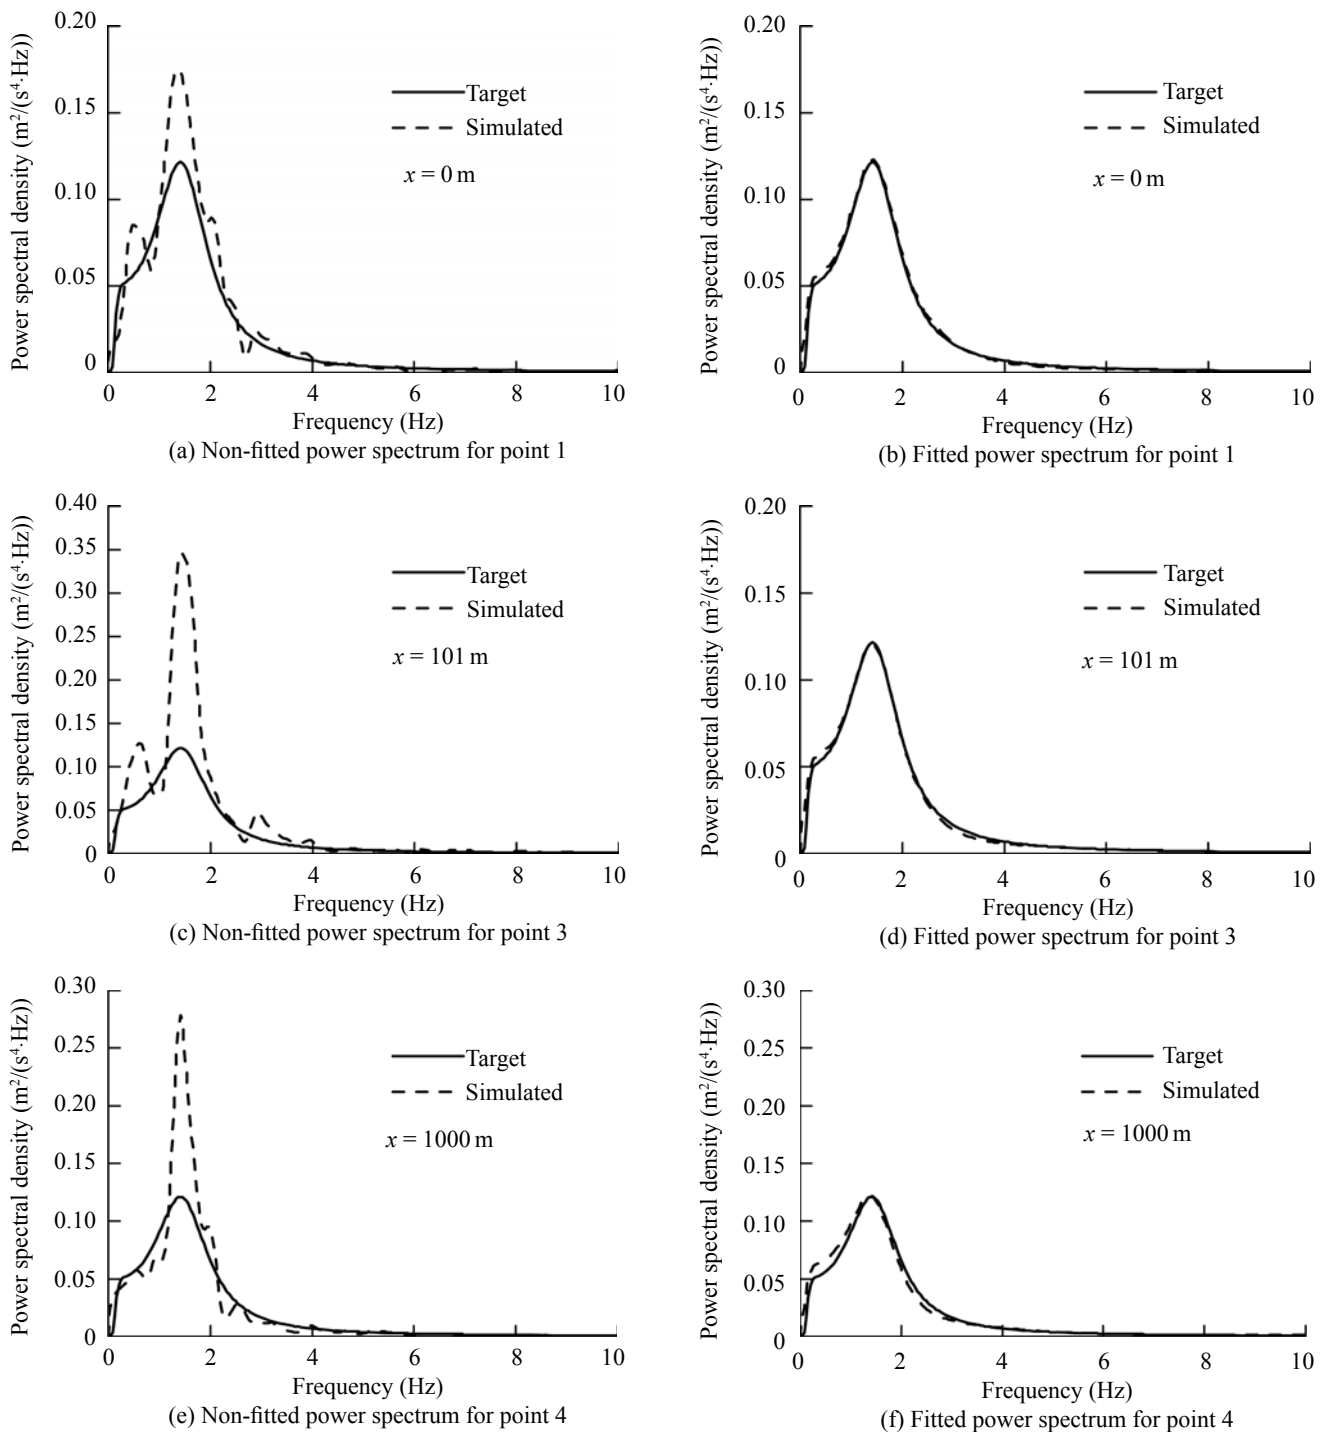 Power spectral density (m²/(s⁴·Hz))
0.20
0.15
0.10
0.05
0
Target
Simulated
x = 0 m
0 2 4 6 8 10
Frequency (Hz)
(a) Non-fitted power spectrum for point 1
Power spectral density (m²/(s⁴·Hz))
0.20
0.15
0.10
0.05
0
Target
Simulated
x = 0 m
0 2 4 6 8 10
Frequency (Hz)
(b) Fitted power spectrum for point 1
Power spectral density (m²/(s⁴·Hz))
0.40
0.35
0.30
0.25
0.20
0.15
0.10
0.05
0
Target
Simulated
x = 101 m
0 2 4 6 8 10
Frequency (Hz)
(c) Non-fitted power spectrum for point 3
Power spectral density (m²/(s⁴·Hz))
0.20
0.15
0.10
0.05
0
Target
Simulated
x = 101 m
0 2 4 6 8 10
Frequency (Hz)
(d) Fitted power spectrum for point 3
Power spectral density (m²/(s⁴·Hz))
0.30
0.25
0.20
0.15
0.10
0.05
0
Target
Simulated
x = 1000 m
0 2 4 6 8 10
Frequency (Hz)
(e) Non-fitted power spectrum for point 4
Power spectral density (m²/(s⁴·Hz))
0.30
0.25
0.20
0.15
0.10
0.05
0
Target
Simulated
x = 1000 m
0 2 4 6 8 10
Frequency (Hz)
(f) Fitted power spectrum for point 4